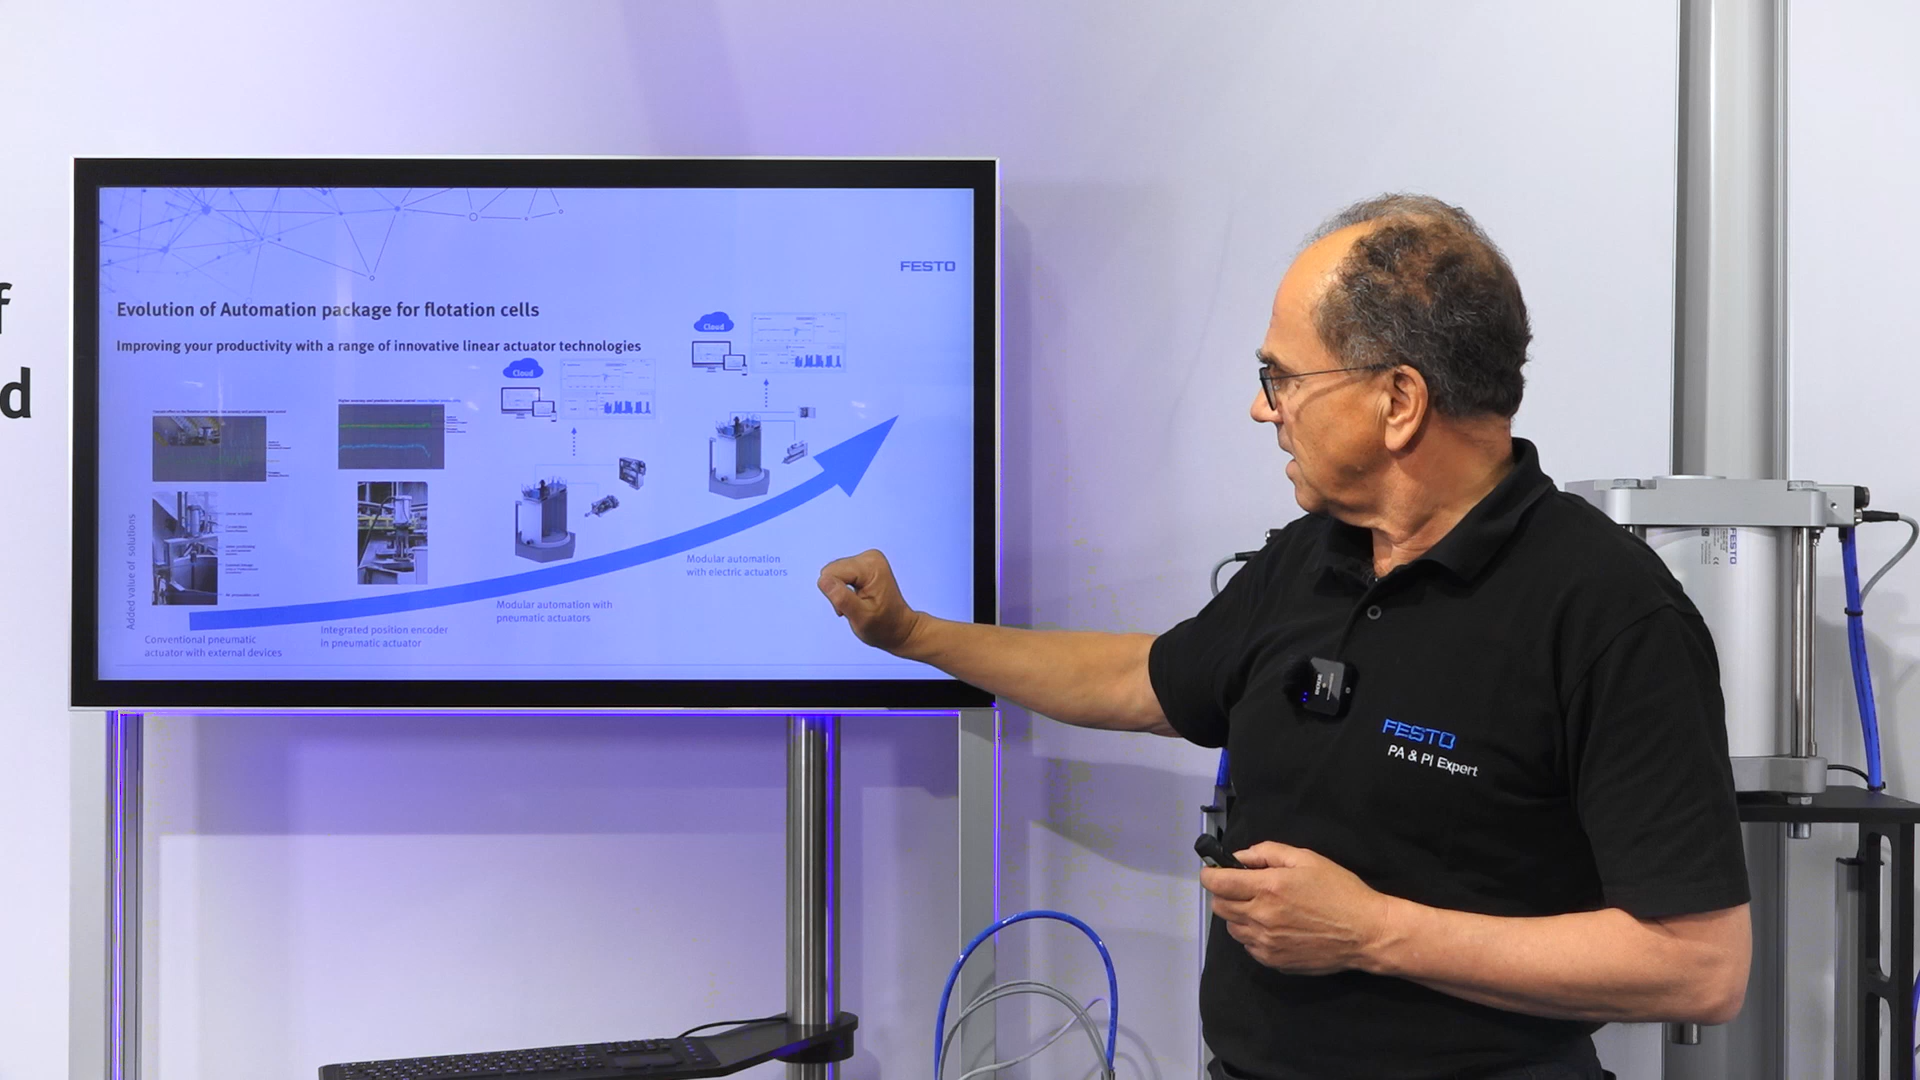 f
d
FESTO
Evolution of Automation package for flotation cells
Improving your productivity with a range of innovative linear actuator technologies
Cloud
Cloud
Added value of solutions
Conventional pneumatic
actuator with external devices
Integrated position encoder
in pneumatic actuator
Modular automation with
pneumatic actuators
Modular automation
with electric actuators
FESTO
PA & PI Expert
FESTO